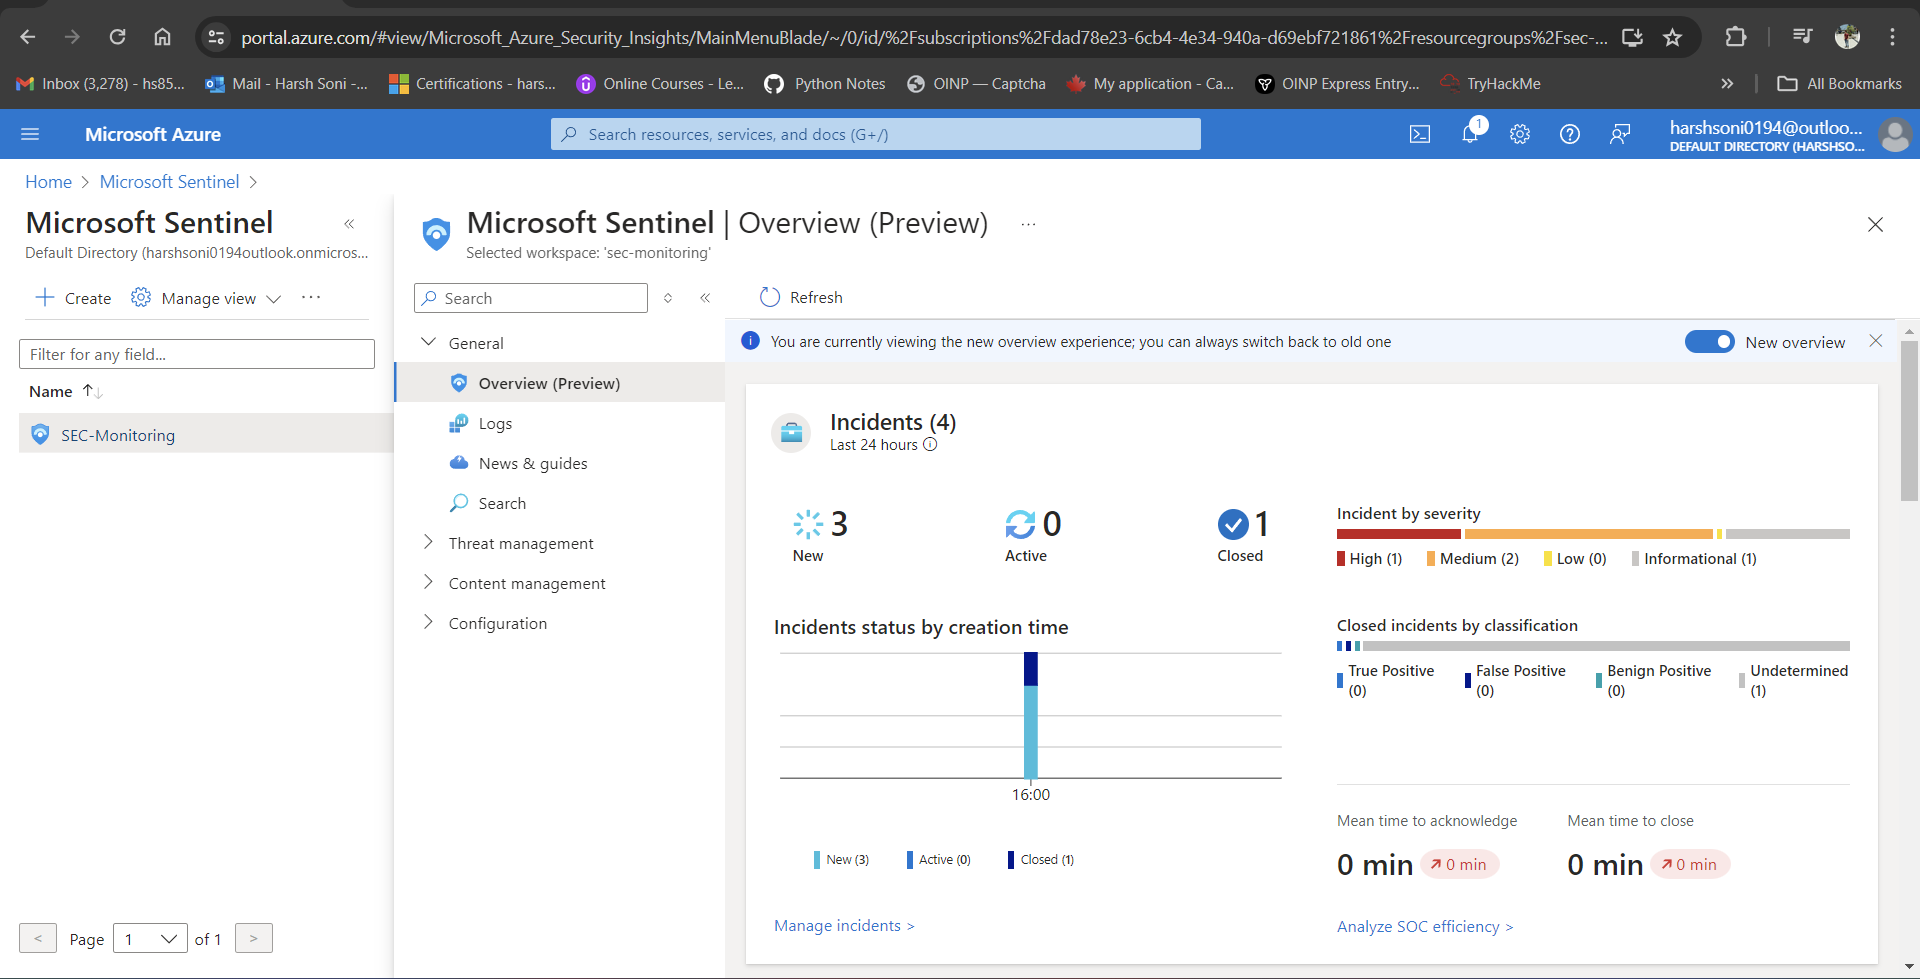 portal.azure.com/#view/Microsoft_Azure_Security_Insights/MainMenuBlade/~/0/id/%2Fsubscriptions%2Fdad78e23-6cb4-4e34-940a-d69ebf721861%2Fresourcegroups%2Fsec-...
Inbox (3,278) - hs85... Mail - Harsh Soni -... Certifications - hars... Online Courses - Le... Python Notes OINP — Captcha My application - Ca... OINP Express Entry... TryHackMe » All Bookmarks
Microsoft Azure
Search resources, services, and docs (G+/)
1
harshsoni0194@outloo...
DEFAULT DIRECTORY (HARSHSO...
Home > Microsoft Sentinel >
Microsoft Sentinel «
Default Directory (harshsoni0194outlook.onmicros...
Create Manage view ...
Filter for any field...
Name
SEC-Monitoring
< Page 1 of 1 >
Microsoft Sentinel | Overview (Preview) ...
Selected workspace: 'sec-monitoring'
Search «
General
Overview (Preview)
Logs
News & guides
Search
Threat management
Content management
Configuration
Refresh
You are currently viewing the new overview experience; you can always switch back to old one
New overview
Incidents (4)
Last 24 hours
3
New
0
Active
1
Closed
Incident by severity
High (1) Medium (2) Low (0) Informational (1)
Incidents status by creation time
16:00
New (3) Active (0) Closed (1)
Manage incidents >
Closed incidents by classification
True Positive (0)
False Positive (0)
Benign Positive (0)
Undetermined (1)
Mean time to acknowledge
0 min 0 min
Mean time to close
0 min 0 min
Analyze SOC efficiency >